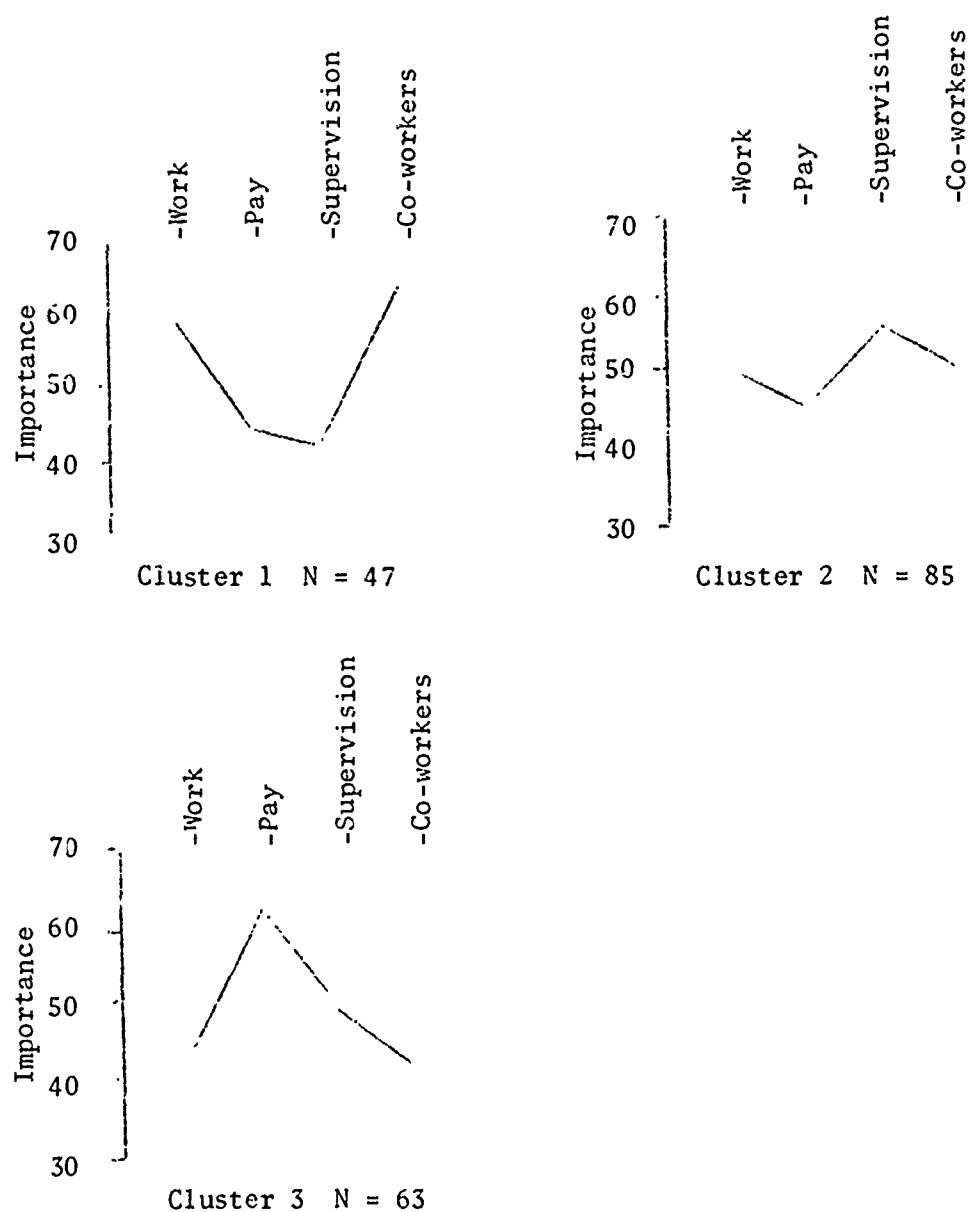 -Work
-Pay
-Supervision
-Co-workers
Importance
70
60
50
40
30
Cluster 1 N = 47
-Work
-Pay
-Supervision
-Co-workers
Importance
70
60
50
40
30
Cluster 2 N = 85
-Work
-Pay
-Supervision
-Co-workers
Importance
70
60
50
40
30
Cluster 3 N = 63